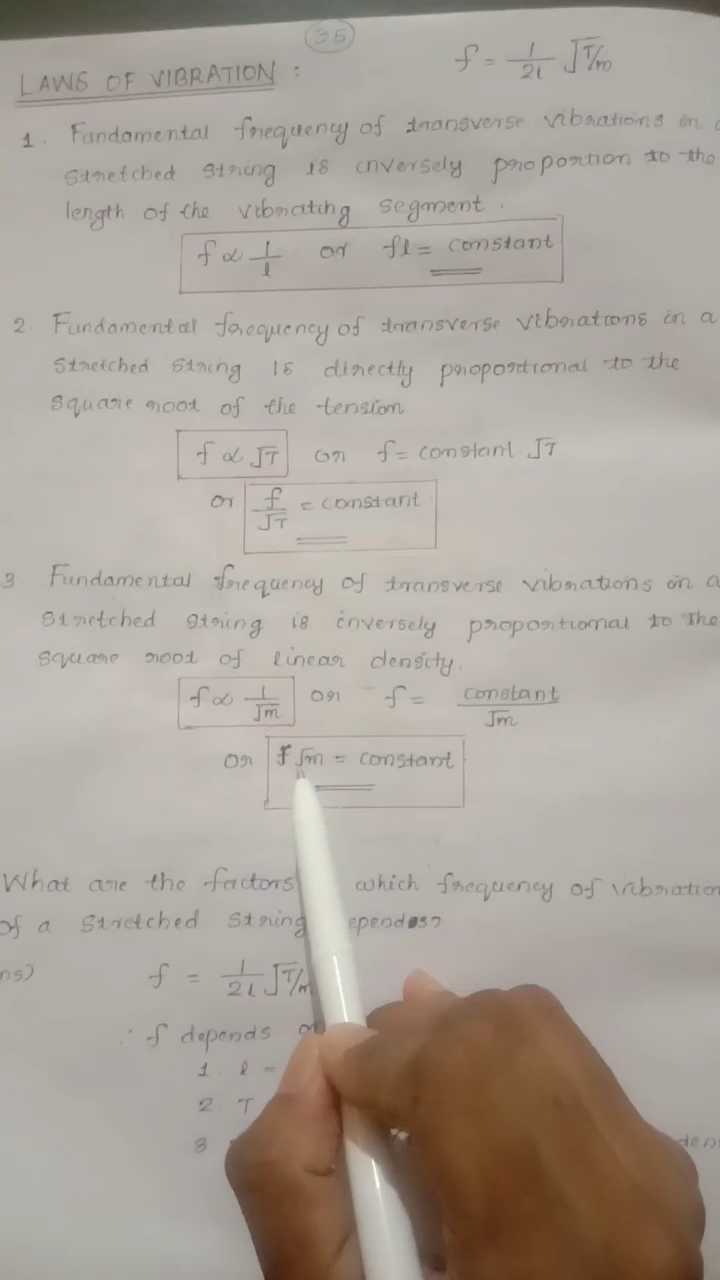 35
LAWS OF VIBRATION :
f = 1/2l √T/m
1. Fundamental frequency of transverse vibrations in a
stretched string is inversely proportion to the
length of the vibrating segment.
f ∝ 1/l or fl = constant
2 Fundamental frequency of transverse vibrations in a
stretched string is directly proportional to the
square root of the tension
f ∝ √T or f = constant. √T
or f/√T = constant
3 Fundamental frequency of transverse vibrations in a
stretched string is inversely proportional to the
square root of linear density.
f ∝ 1/√m or f = constant/√m
or f√m = constant
What are the factors which frequency of vibration
of a stretched string depends?
ns) f = 1/2l √T/m
∴ f depends on
1. l =
2. T
3 den